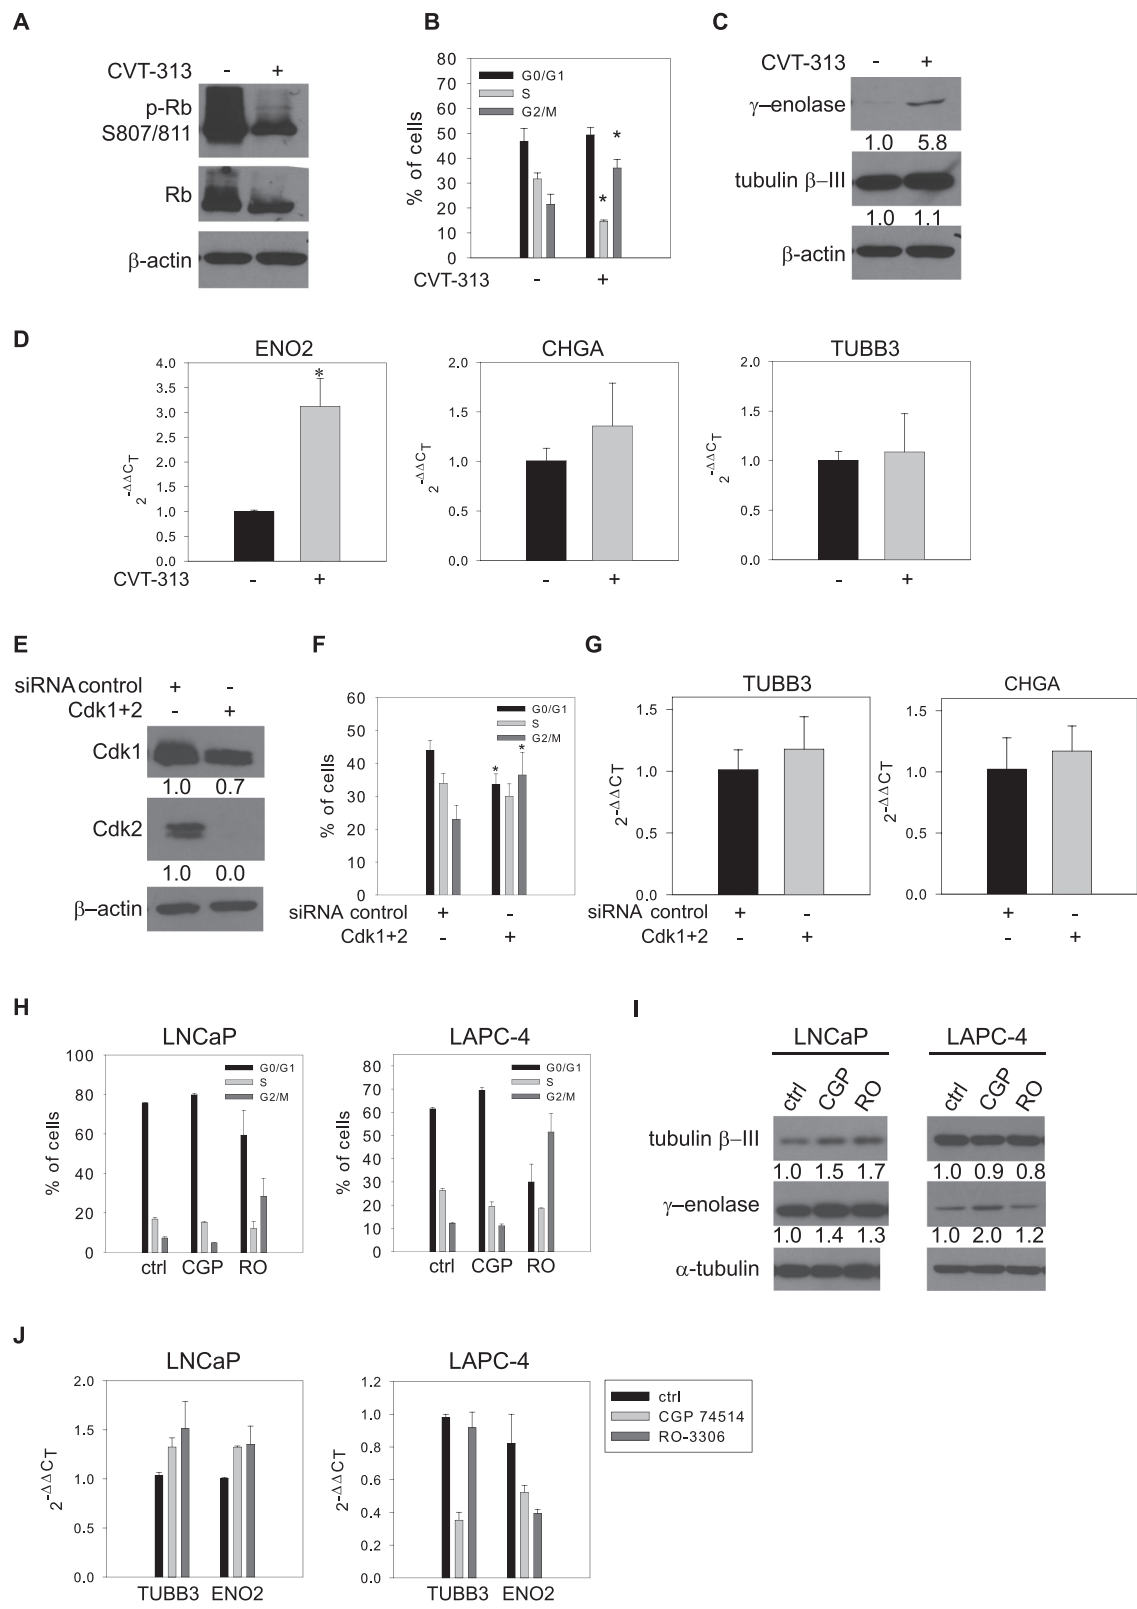 A
CVT-313 - +
p-Rb
S807/811
Rb
β-actin
B
80
70
60
50
40
30
20
10
0
% of cells
G0/G1
S
G2/M
*
*
CVT-313 - +
C
CVT-313 - +
γ–enolase
1.0 5.8
tubulin β–III
1.0 1.1
β-actin
D
ENO2
4.0
3.5
3.0
2.5
2.0
1.5
1.0
0.5
0.0
2-ΔΔCT
*
CVT-313 - +
CHGA
2.0
1.5
1.0
0.5
0.0
2-ΔΔCT
- +
TUBB3
2.0
1.5
1.0
0.5
0.0
2-ΔΔCT
- +
E
siRNA control + -
Cdk1+2 - +
Cdk1
1.0 0.7
Cdk2
1.0 0.0
β–actin
F
60
50
40
30
20
10
0
% of cells
G0/G1
S
G2/M
* *
siRNA control + -
Cdk1+2 - +
G
TUBB3
1.5
1.0
0.5
0.0
2-ΔΔCT
siRNA control + -
Cdk1+2 - +
CHGA
1.5
1.0
0.5
0.0
2-ΔΔCT
+ -
- +
H
LNCaP
100
80
60
40
20
0
% of cells
G0/G1
S
G2/M
ctrl CGP RO
LAPC-4
80
70
60
50
40
30
20
10
0
% of cells
G0/G1
S
G2/M
ctrl CGP RO
I
LNCaP LAPC-4
ctrl CGP RO ctrl CGP RO
tubulin β–III
1.0 1.5 1.7 1.0 0.9 0.8
γ–enolase
1.0 1.4 1.3 1.0 2.0 1.2
α-tubulin
J
LNCaP
2.0
1.5
1.0
0.5
0.0
2-ΔΔCT
TUBB3 ENO2
LAPC-4
1.2
1.0
0.8
0.6
0.4
0.2
0.0
2-ΔΔCT
TUBB3 ENO2
ctrl
CGP 74514
RO-3306